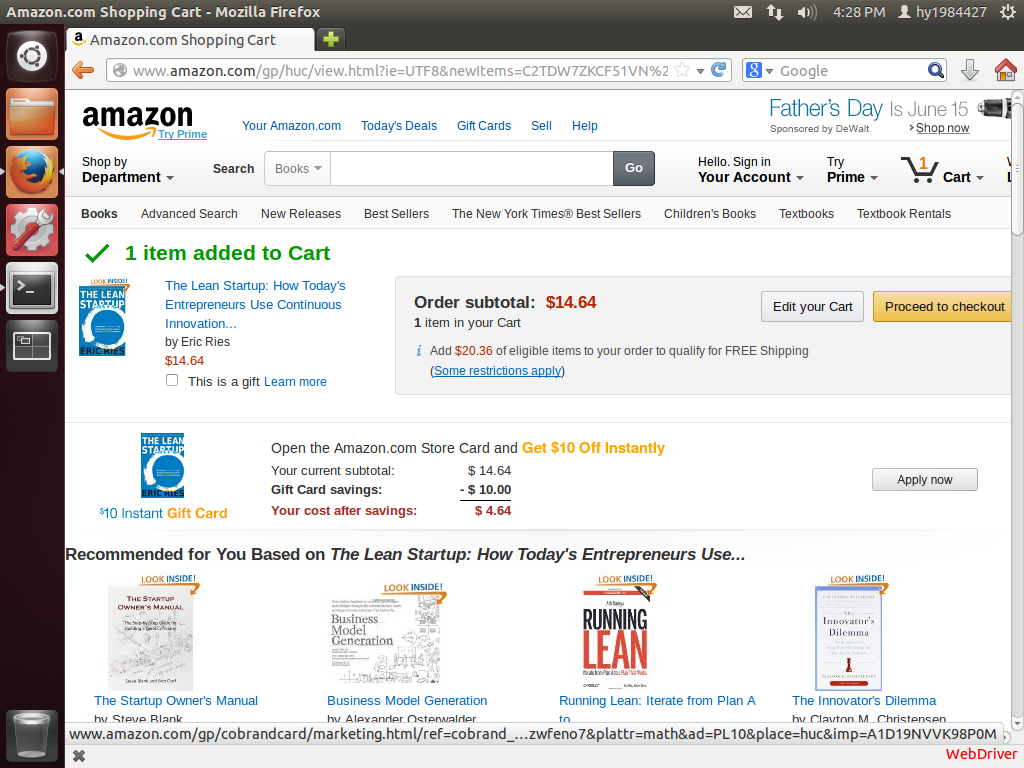 Amazon.com Shopping Cart - Mozilla Firefox
4:28 PM hy1984427
Amazon.com Shopping Cart
www.amazon.com/gp/huc/view.html?ie=UTF8&newItems=C2TDW7ZKCF51VN%2
Google
amazon
Try Prime
Your Amazon.com Today's Deals Gift Cards Sell Help
Father's Day Is June 15
Sponsored by DeWalt Shop now
Shop by
Department
Search Books Go
Hello. Sign in
Your Account
Try
Prime
1
Cart
Books Advanced Search New Releases Best Sellers The New York Times® Best Sellers Children's Books Textbooks Textbook Rentals
1 item added to Cart
LOOK INSIDE!
THE LEAN
STARTUP
ERIC RIES
The Lean Startup: How Today's
Entrepreneurs Use Continuous
Innovation...
by Eric Ries
$14.64
This is a gift Learn more
Order subtotal: $14.64
1 item in your Cart
Edit your Cart Proceed to checkout
Add $20.36 of eligible items to your order to qualify for FREE Shipping
(Some restrictions apply)
THE LEAN
STARTUP
ERIC RIES
$10 Instant Gift Card
Open the Amazon.com Store Card and Get $10 Off Instantly
Your current subtotal: $ 14.64
Gift Card savings: - $ 10.00
Your cost after savings: $ 4.64
Apply now
Recommended for You Based on The Lean Startup: How Today's Entrepreneurs Use...
LOOK INSIDE!
The Startup
Owner's Manual
The Step-by-Step Guide for
Building a Great Company
Steve Blank and Bob Dorf
The Startup Owner's Manual
by Steve Blank
LOOK INSIDE!
Business
Model
Generation
Business Model Generation
by Alexander Osterwalder
LOOK INSIDE!
Ash Maurya
RUNNING
LEAN
Iterate from Plan A to a Plan That Works
O'REILLY
Running Lean: Iterate from Plan A
to
LOOK INSIDE!
THE
Innovator's
Dilemma
The Innovator's Dilemma
by Clayton M. Christensen
www.amazon.com/gp/cobrandcard/marketing.html/ref=cobrand_...zwfeno7&plattr=math&ad=PL10&place=huc&imp=A1D19NVVK98P0M
WebDriver